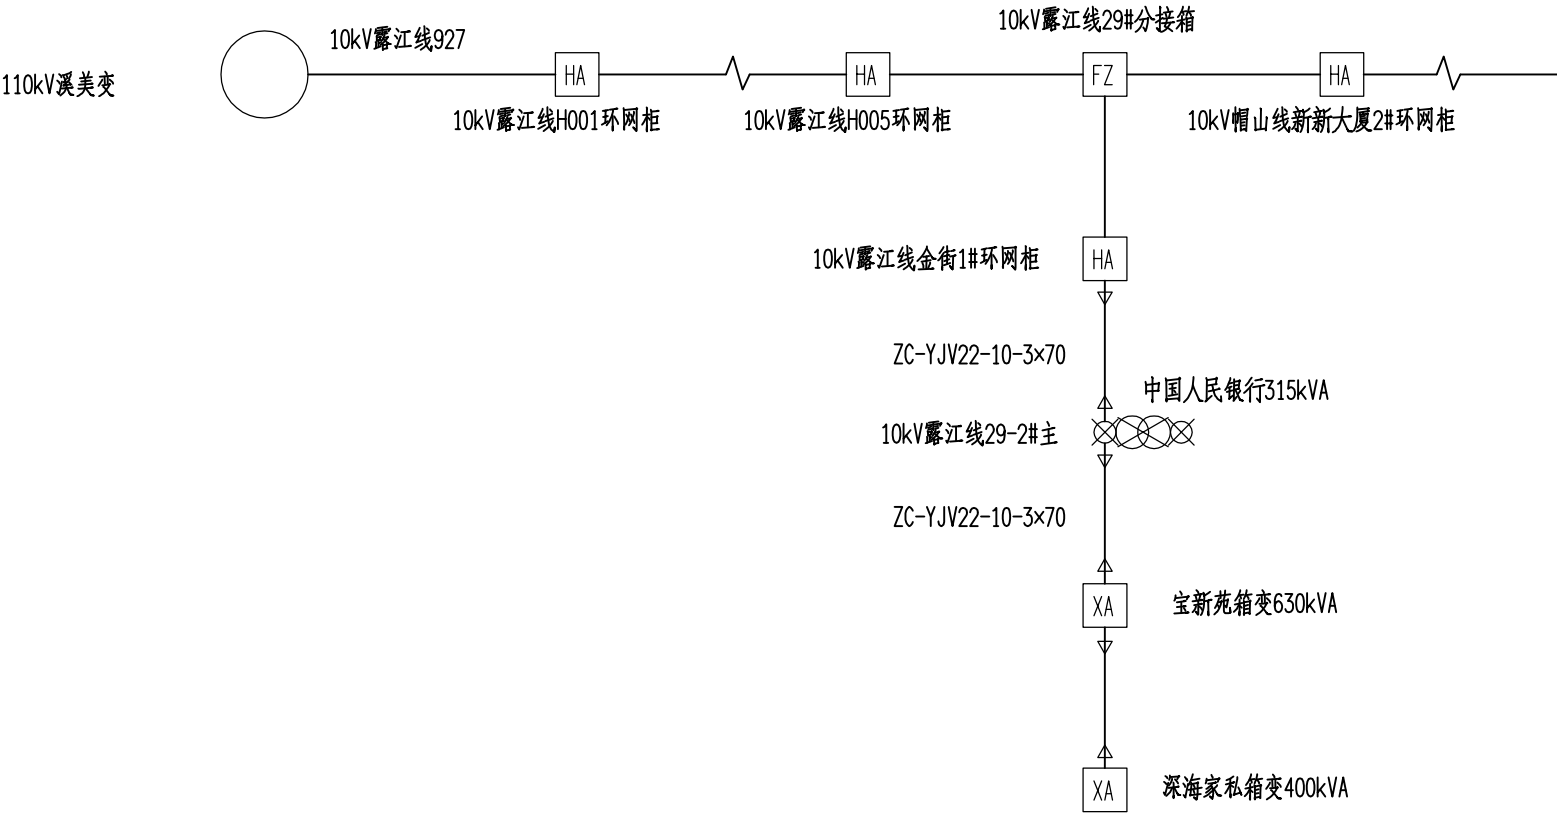 10kV露江线29#分接箱
10kV露江线927
110kV溪美变
HA
HA
FZ
HA
10kV露江线H001环网柜
10kV露江线H005环网柜
10kV帽山线新新大厦2#环网柜
10kV露江线金街1#环网柜
HA
ZC-YJV22-10-3×70
中国人民银行315kVA
10kV露江线29-2#主
ZC-YJV22-10-3×70
XA
宝新苑箱变630kVA
XA
深海家私箱变400kVA